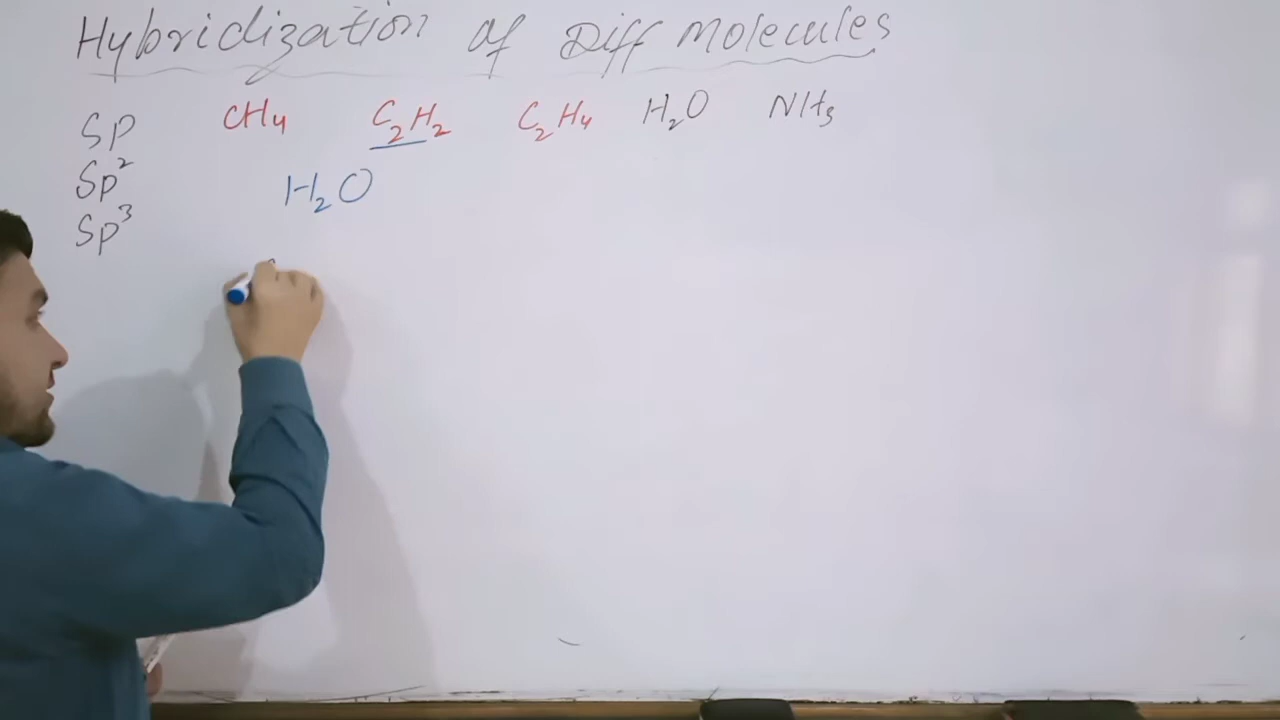 Hybridization of Diff Molecules
SP CH4 C2H2 C2H4 H2O NH3
Sp² H2O
Sp³